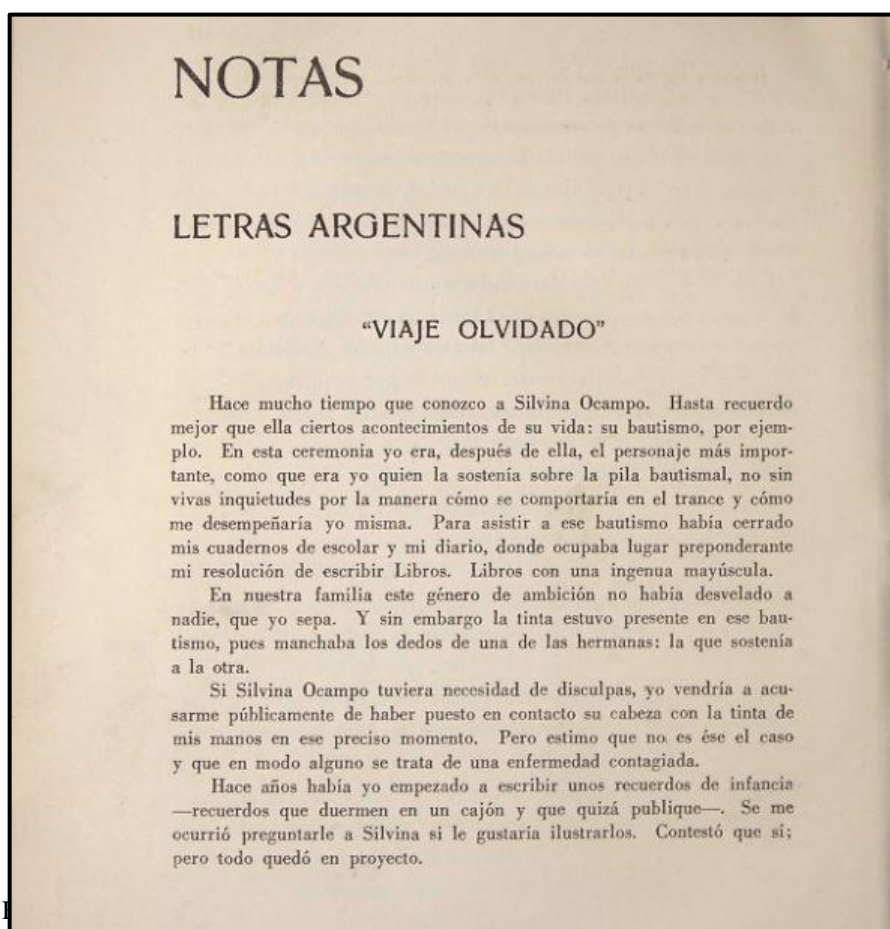 NOTAS
LETRAS ARGENTINAS
“VIAJE OLVIDADO”
Hace mucho tiempo que conozco a Silvina Ocampo. Hasta recuerdo
mejor que ella ciertos acontecimientos de su vida: su bautismo, por ejem-
plo. En esta ceremonia yo era, después de ella, el personaje más impor-
tante, como que era yo quien la sostenía sobre la pila bautismal, no sin
vivas inquietudes por la manera cómo se comportaría en el trance y cómo
me desempeñaría yo misma. Para asistir a ese bautismo había cerrado
mis cuadernos de escolar y mi diario, donde ocupaba lugar preponderante
mi resolución de escribir Libros. Libros con una ingenua mayúscula.
En nuestra familia este género de ambición no había desvelado a
nadie, que yo sepa. Y sin embargo la tinta estuvo presente en ese bau-
tismo, pues manchaba los dedos de una de las hermanas: la que sostenía
a la otra.
Si Silvina Ocampo tuviera necesidad de disculpas, yo vendría a acu-
sarme públicamente de haber puesto en contacto su cabeza con la tinta de
mis manos en ese preciso momento. Pero estimo que no es ése el caso
y que en modo alguno se trata de una enfermedad contagiada.
Hace años había yo empezado a escribir unos recuerdos de infancia
—recuerdos que duermen en un cajón y que quizá publique—. Se me
ocurrió preguntarle a Silvina si le gustaría ilustrarlos. Contestó que sí;
pero todo quedó en proyecto.